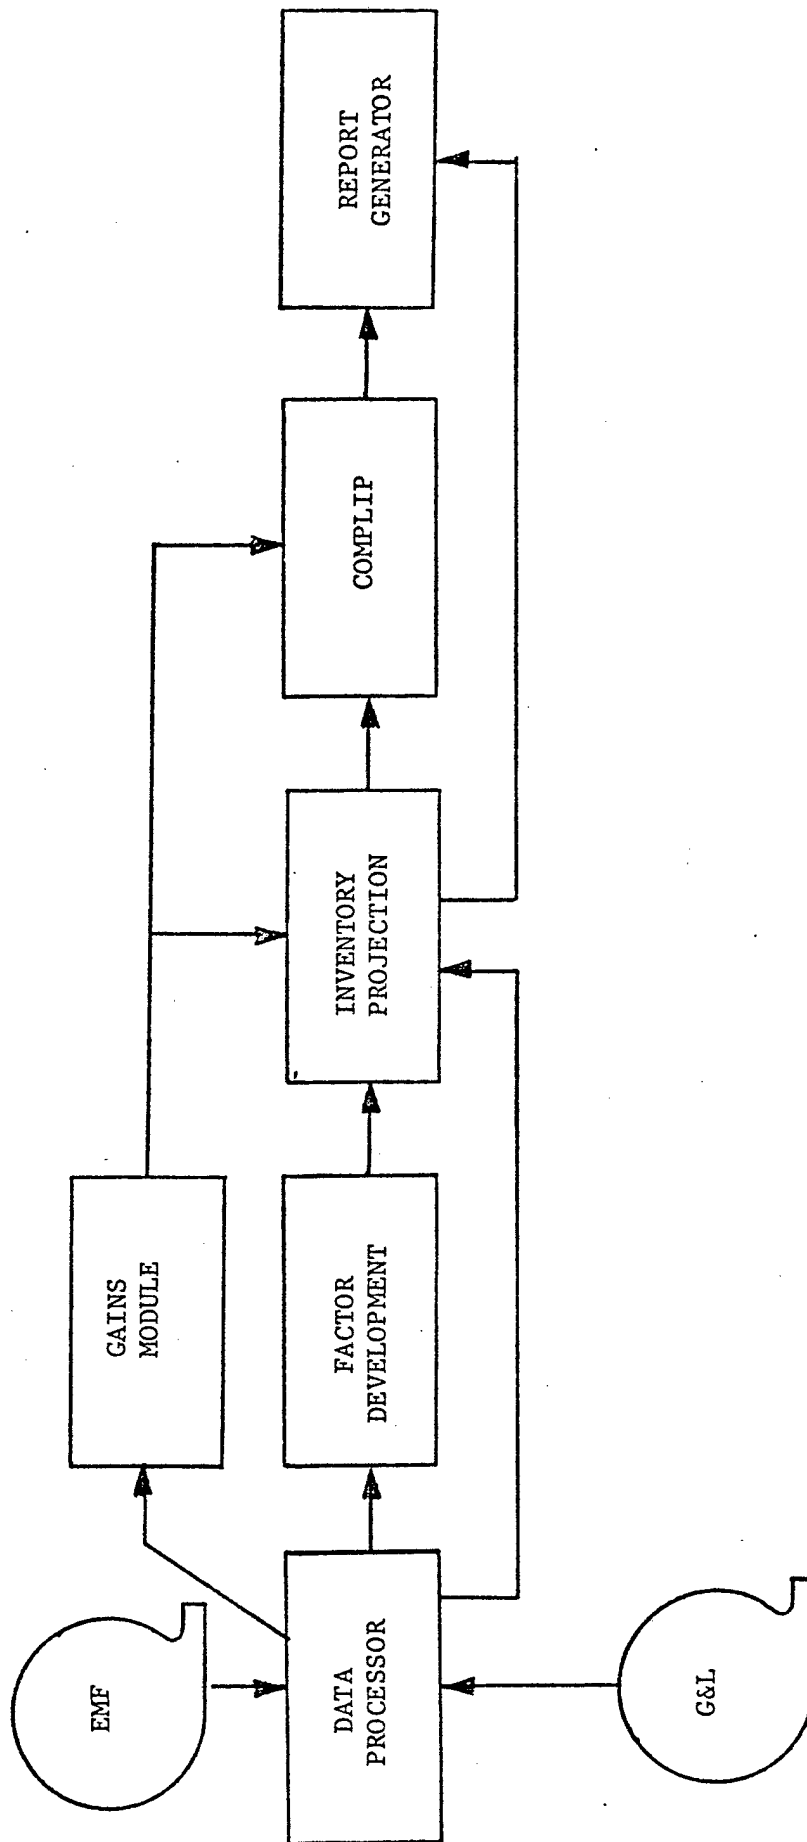 EMF
G&L
DATA
PROCESSOR
GAINS
MODULE
FACTOR
DEVELOPMENT
INVENTORY
PROJECTION
COMPLIP
REPORT
GENERATOR